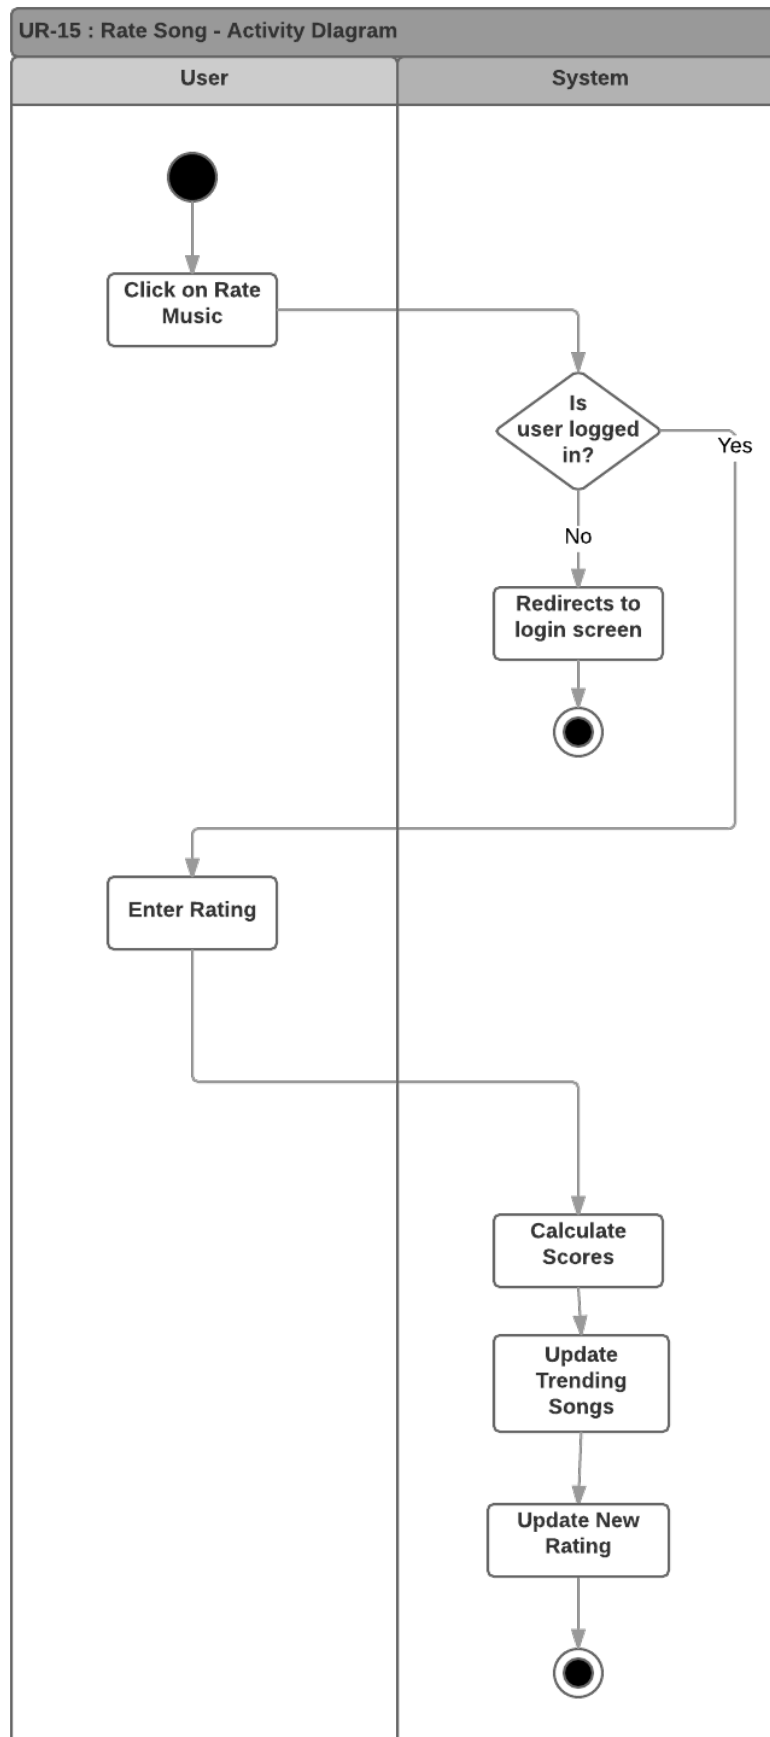 UR-15 : Rate Song - Activity DIagram
User
System
Click on Rate
Music
Is
user logged
in?
Yes
No
Redirects to
login screen
Enter Rating
Calculate
Scores
Update
Trending
Songs
Update New
Rating